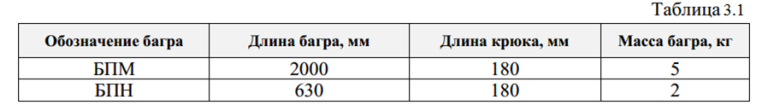 Таблица 3.1
Обозначение багра Длина багра, мм Длина крюка, мм Масса багра, кг
БПМ 2000 180 5
БПН 630 180 2